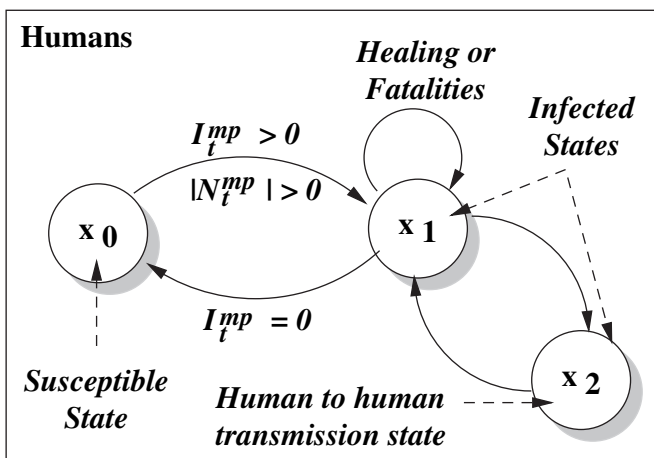 Humans
Healing or
Fatalities
Infected
States
I_t^{mp} > 0
|N_t^{mp}| > 0
x 0
x 1
I_t^{mp} = 0
x 2
Susceptible
State
Human to human
transmission state